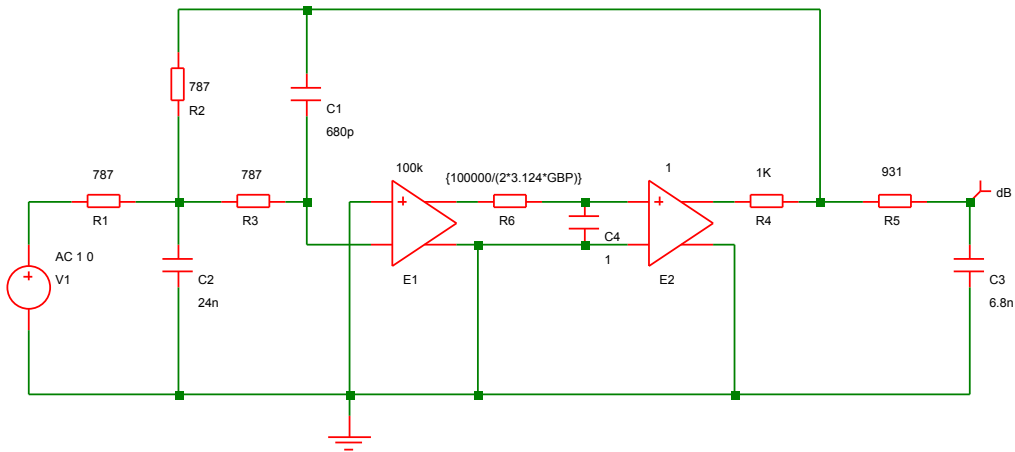 787
R2
C1
680p
787
R1
787
R3
100k
+
E1
{100000/(2*3.124*GBP)}
R6
C4
1
1
+
E2
1K
R4
931
R5
dB
AC 1 0
V1
+
C2
24n
C3
6.8n